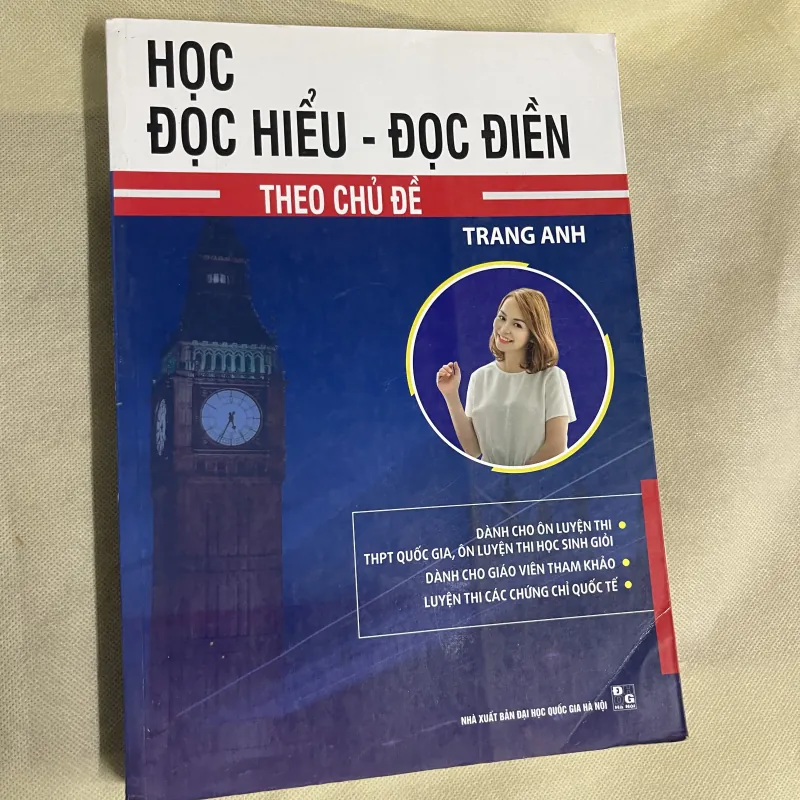 HỌC
ĐỌC HIỂU - ĐỌC ĐIỀN
THEO CHỦ ĐỀ
TRANG ANH
DÀNH CHO ÔN LUYỆN THI
THPT QUỐC GIA, ÔN LUYỆN THI HỌC SINH GIỎI
DÀNH CHO GIÁO VIÊN THAM KHẢO
LUYỆN THI CÁC CHỨNG CHỈ QUỐC TẾ
NHÀ XUẤT BẢN ĐẠI HỌC QUỐC GIA HÀ NỘI
Đ
G
Hà Nội